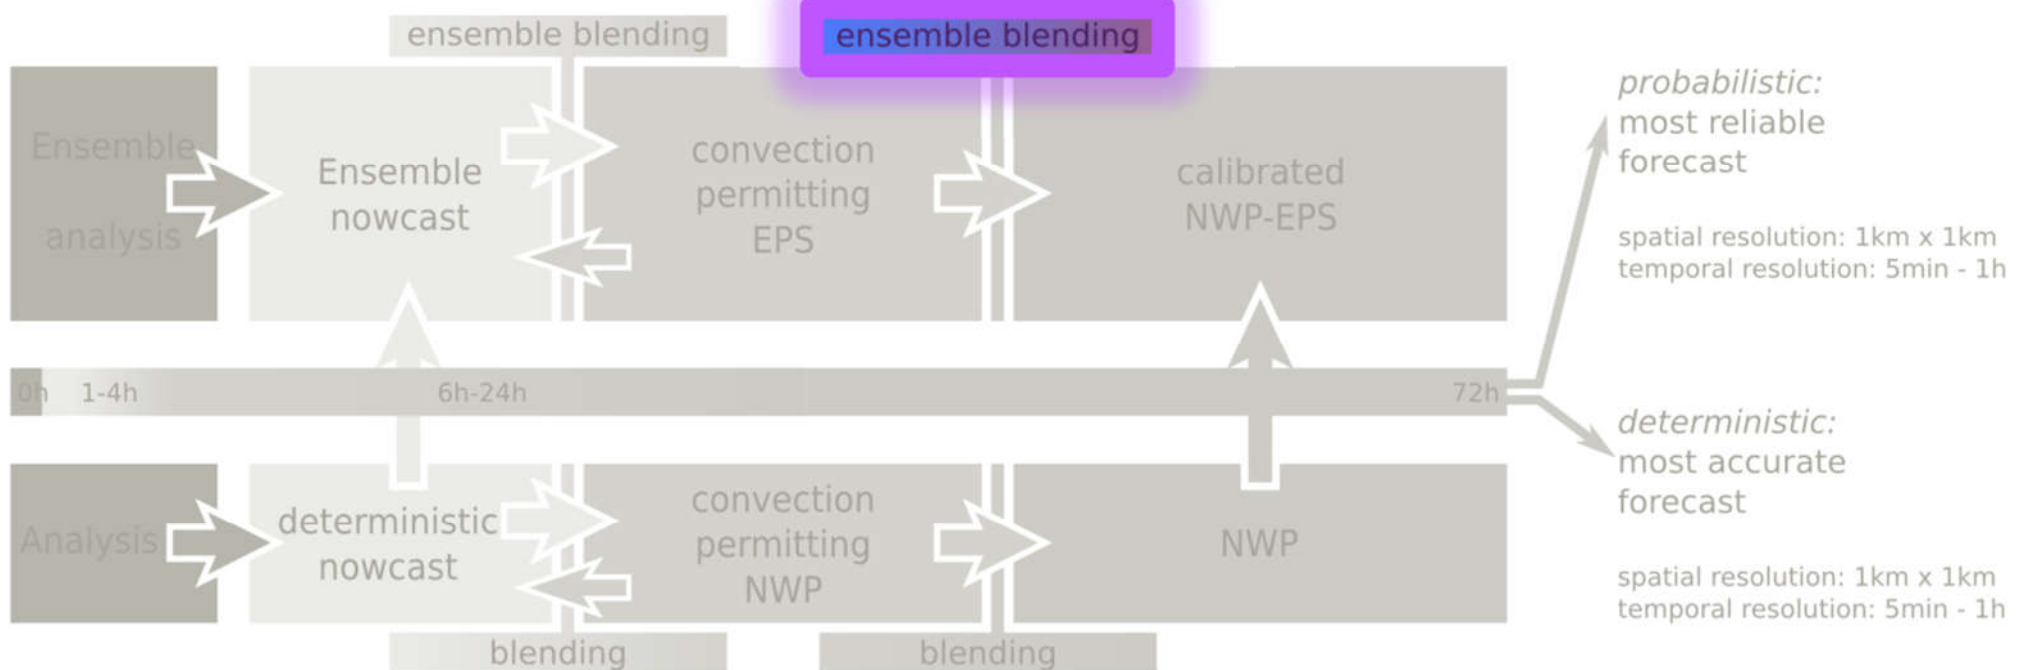 ensemble blending
ensemble blending
Ensemble
analysis
Ensemble
nowcast
convection
permitting
EPS
calibrated
NWP-EPS
probabilistic:
most reliable
forecast
spatial resolution: 1km x 1km
temporal resolution: 5min - 1h
0h
1-4h
6h-24h
72h
Analysis
deterministic
nowcast
convection
permitting
NWP
NWP
deterministic:
most accurate
forecast
spatial resolution: 1km x 1km
temporal resolution: 5min - 1h
blending
blending